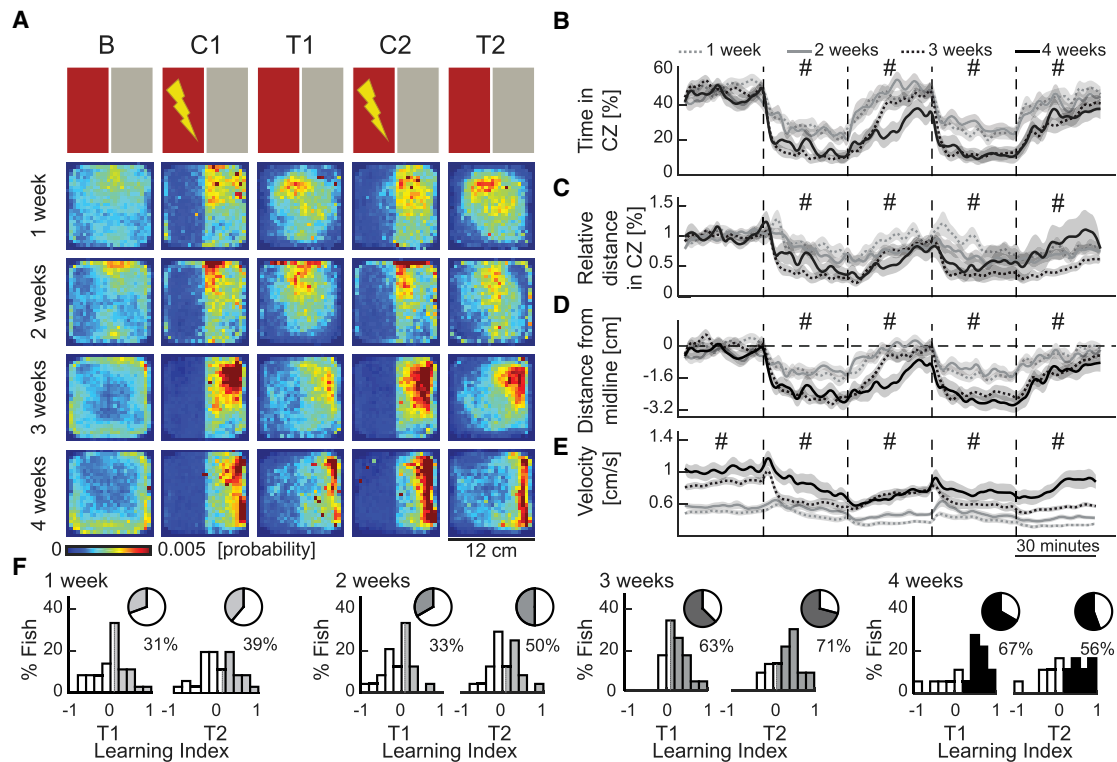 A
B C1 T1 C2 T2
1 week
2 weeks
3 weeks
4 weeks
0 0.005 [probability]
12 cm
B
1 week 2 weeks 3 weeks 4 weeks
# # # #
60
40
20
0
Time in
CZ [%]
C
# # # #
1.5
1
0.5
0
Relative
distance
in CZ [%]
D
# # # #
0
-1.6
-3.2
Distance from
midline [cm]
E
# # # # #
1.4
1
0.6
Velocity
[cm/s]
30 minutes
F
1 week
% Fish
40
20
0
31%
39%
-1 0 1 -1 0 1
T1 T2
Learning Index
2 weeks
% Fish
40
20
0
33%
50%
-1 0 1 -1 0 1
T1 T2
Learning Index
3 weeks
% Fish
40
20
0
63%
71%
-1 0 1 -1 0 1
T1 T2
Learning Index
4 weeks
% Fish
40
20
0
67%
56%
-1 0 1 -1 0 1
T1 T2
Learning Index